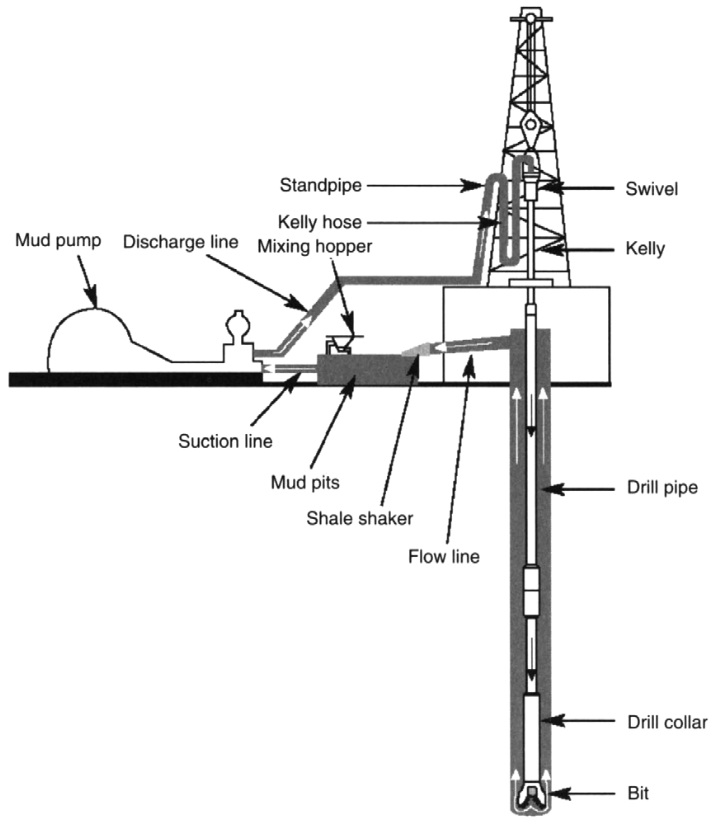 Standpipe
Swivel
Kelly hose
Mud pump
Discharge line
Mixing hopper
Kelly
Suction line
Mud pits
Drill pipe
Shale shaker
Flow line
Drill collar
Bit